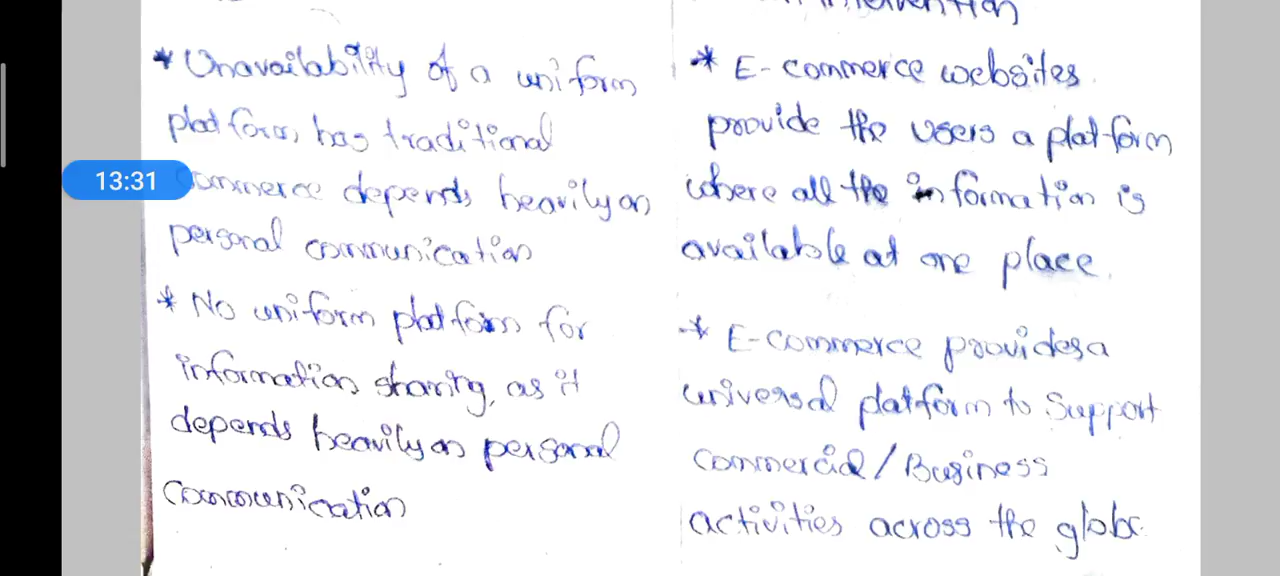 intervention
* Unavailability of a uniform
platform has traditional
commerce depends heavily on
personal communication
* No uniform platform for
information sharing, as it
depends heavily on personal
communication
* E-commerce websites
provide the users a platform
where all the information is
available at one place.
* E-commerce provides a
universal platform to support
commercial/Business
activities across the globe
13:31